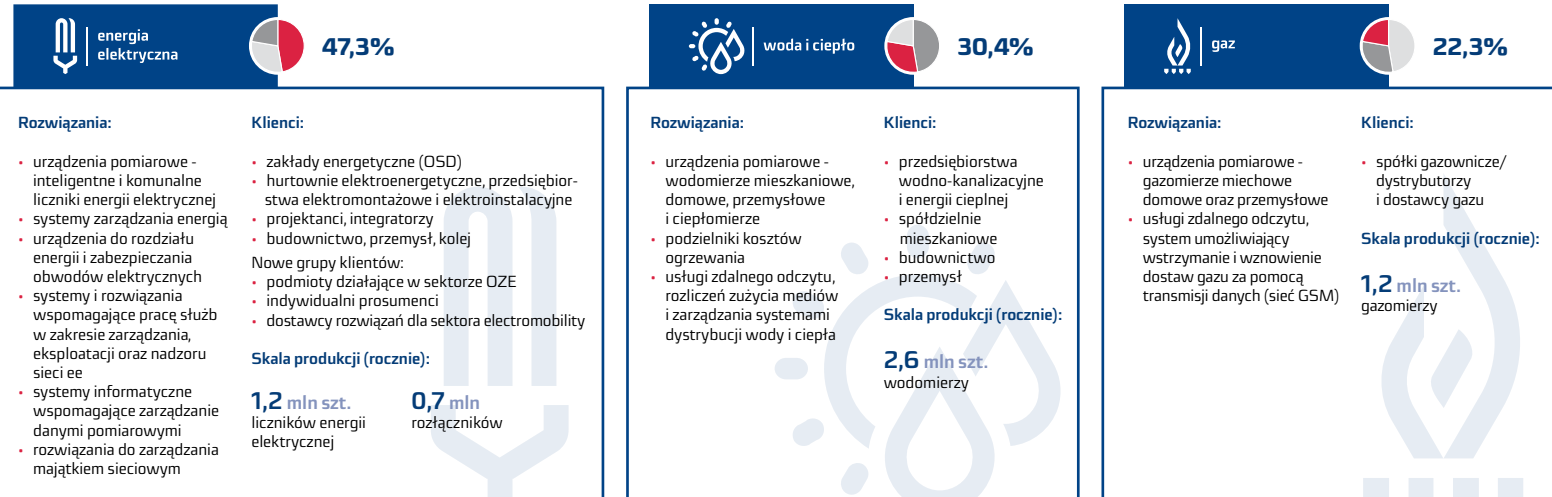 energia
elektryczna
47,3%
Rozwiązania:
• urządzenia pomiarowe -
inteligentne i komunalne
liczniki energii elektrycznej
• systemy zarządzania energią
• urządzenia do rozdziału
energii i zabezpieczania
obwodów elektrycznych
• systemy i rozwiązania
wspomagające pracę służb
w zakresie zarządzania,
eksploatacji oraz nadzoru
sieci ee
• systemy informatyczne
wspomagające zarządzanie
danymi pomiarowymi
• rozwiązania do zarządzania
majątkiem sieciowym
Klienci:
• zakłady energetyczne (OSD)
• hurtownie elektroenergetyczne, przedsiębior-
stwa elektromontażowe i elektroinstalacyjne
• projektanci, integratorzy
• budownictwo, przemysł, kolej
Nowe grupy klientów:
• podmioty działające w sektorze OZE
• indywidualni prosumenci
• dostawcy rozwiązań dla sektora electromobility
Skala produkcji (rocznie):
1,2 mln szt.
liczników energii
elektrycznej
0,7 mln
rozłączników
woda i ciepło
30,4%
Rozwiązania:
• urządzenia pomiarowe -
wodomierze mieszkaniowe,
domowe, przemysłowe
i ciepłomierze
• podzielniki kosztów
ogrzewania
• usługi zdalnego odczytu,
rozliczeń zużycia mediów
i zarządzania systemami
dystrybucji wody i ciepła
Klienci:
• przedsiębiorstwa
wodno-kanalizacyjne
i energii cieplnej
• spółdzielnie
mieszkaniowe
• budownictwo
• przemysł
Skala produkcji (rocznie):
2,6 mln szt.
wodomierzy
gaz
22,3%
Rozwiązania:
• urządzenia pomiarowe -
gazomierze miechowe
domowe oraz przemysłowe
• usługi zdalnego odczytu,
system umożliwiający
wstrzymanie i wznowienie
dostaw gazu za pomocą
transmisji danych (sieć GSM)
Klienci:
• spółki gazownicze/
dystrybutorzy
i dostawcy gazu
Skala produkcji (rocznie):
1,2 mln szt.
gazomierzy